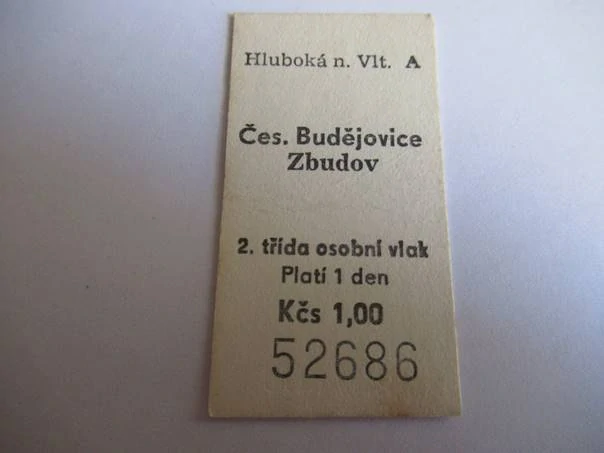 Hluboká n. Vlt. A
Čes. Budějovice
Zbudov
2. třída osobní vlak
Platí 1 den
Kčs 1,00
52686